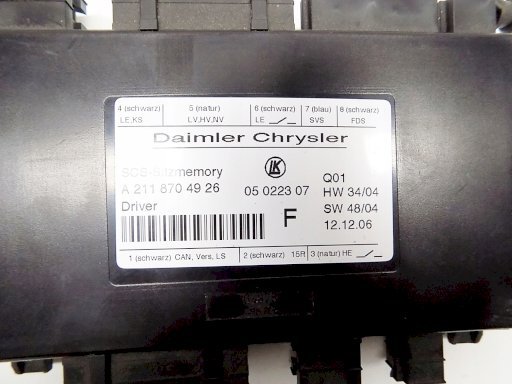 4 (schwarz) 5 (natur) 6 (schwarz) 7 (blau) 8 (schwarz)
LE,KS LV,HV,NV LE SVS FDS
Daimler Chrysler
LK
A 211 870 49 26 05 0223 07 Q01
HW 34/04
Driver F SW 48/04
12.12.06
1 (schwarz) CAN, Vers, LS 2 (schwarz) 15R 3 (natur) HE